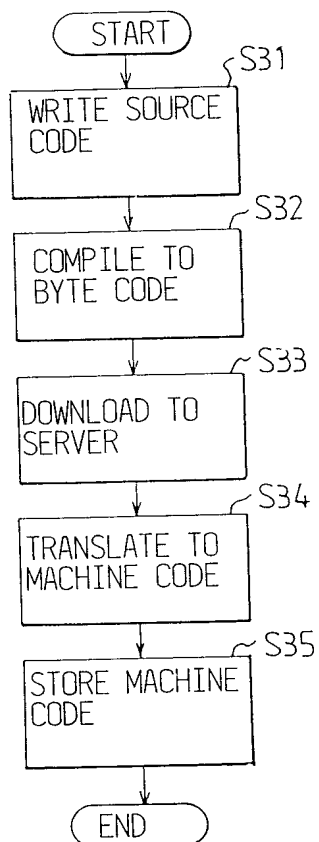 START
S31
WRITE SOURCE
CODE
S32
COMPILE TO
BYTE CODE
S33
DOWNLOAD TO
SERVER
S34
TRANSLATE TO
MACHINE CODE
S35
STORE MACHINE
CODE
END